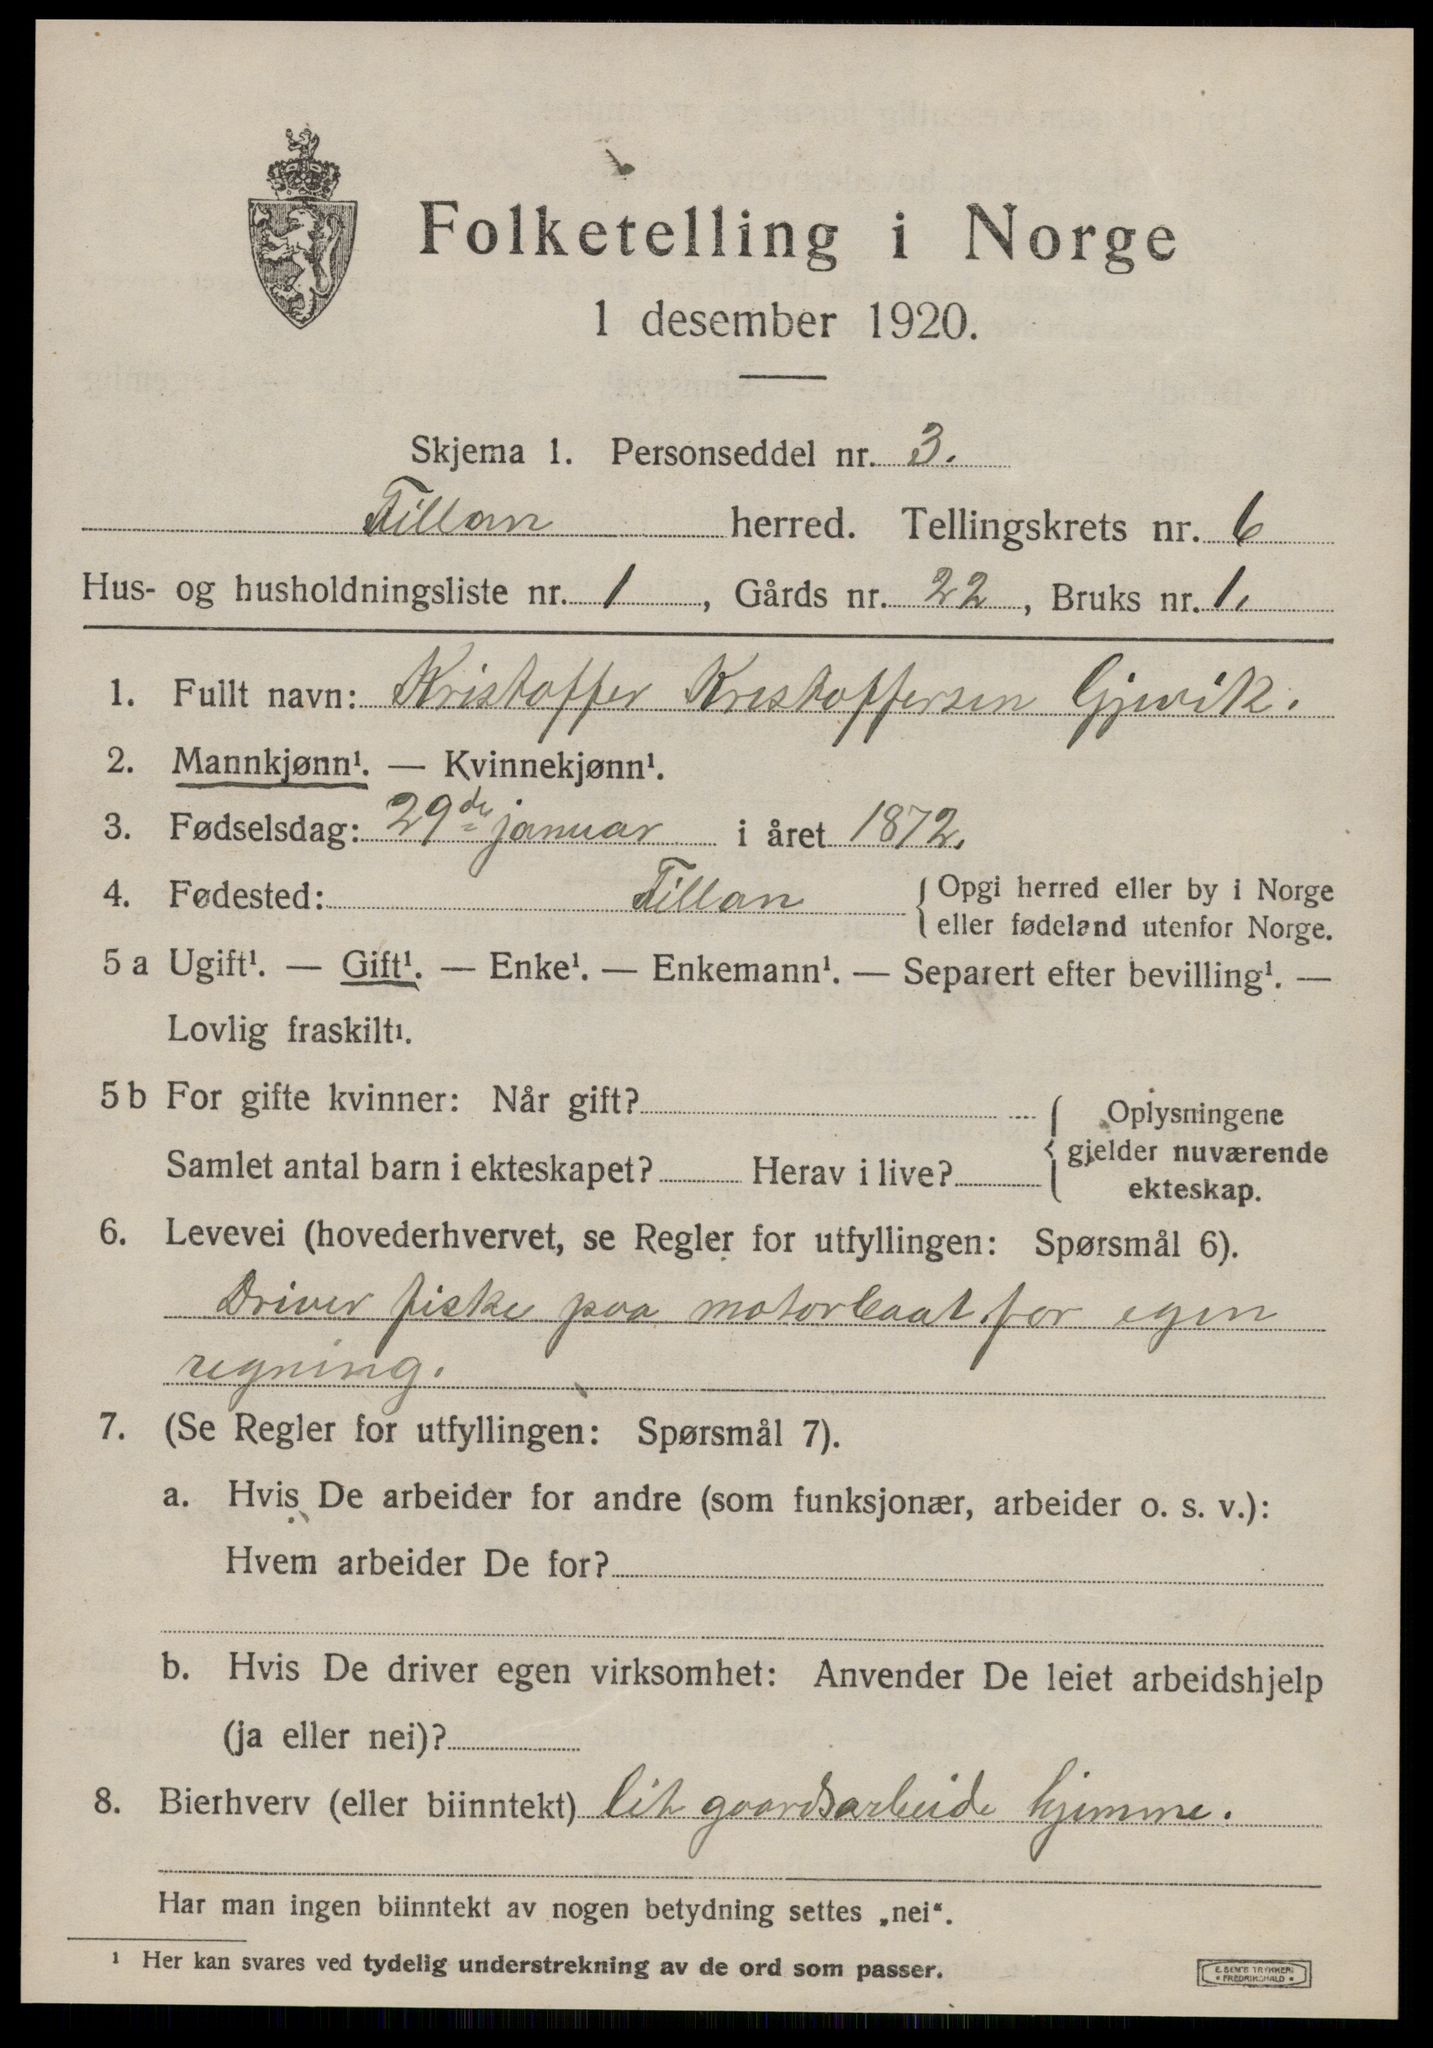 Folketelling i Norge
1 desember 1920.
Skjema 1. Personseddel nr. 3.
Fillan herred. Tellingskrets nr. 6
Hus- og husholdningsliste nr. 1, Gårds nr. 22, Bruks nr. 1.
1. Fullt navn: Kristoffer Kristoffersen Gjevik.
2. Mannkjønn¹. — Kvinnekjønn¹.
3. Fødselsdag: 29de januar i året 1872.
4. Fødested: Fillan { Opgi herred eller by i Norge
eller fødeland utenfor Norge.
5 a Ugift¹. — Gift¹. — Enke¹. — Enkemann¹. — Separert efter bevilling¹. —
Lovlig fraskilt¹.
5 b For gifte kvinner: Når gift? { Oplysningene
gjelder nuværende
ekteskap.
Samlet antal barn i ekteskapet? Herav i live?
6. Levevei (hovederhvervet, se Regler for utfyllingen: Spørsmål 6).
Driver fiske paa motorbaat for egen
regning.
7. (Se Regler for utfyllingen: Spørsmål 7).
a. Hvis De arbeider for andre (som funksjonær, arbeider o. s. v.):
Hvem arbeider De for?
b. Hvis De driver egen virksomhet: Anvender De leiet arbeidshjelp
(ja eller nei)?
8. Bierhverv (eller biinntekt) lit gaardsarbeide hjemme.
Har man ingen biinntekt av nogen betydning settes „nei“.
¹ Her kan svares ved tydelig understrekning av de ord som passer.
E. SEM'S TRYKKERI
• FREDRIKSHALD •